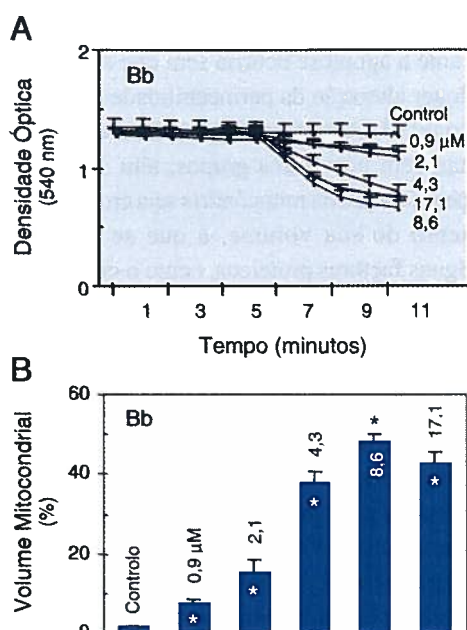 A
2
Bb
Control
0,9 µM
2,1
4,3
17,1
8,6
1
0
Densidade Óptica
(540 nm)
1 3 5 7 9 11
Tempo (minutos)
B
60
Bb
40
20
0
Volume Mitocondrial
(%)
Controlo
0,9 µM
2,1
4,3
8,6
17,1
*
*
*
*
*